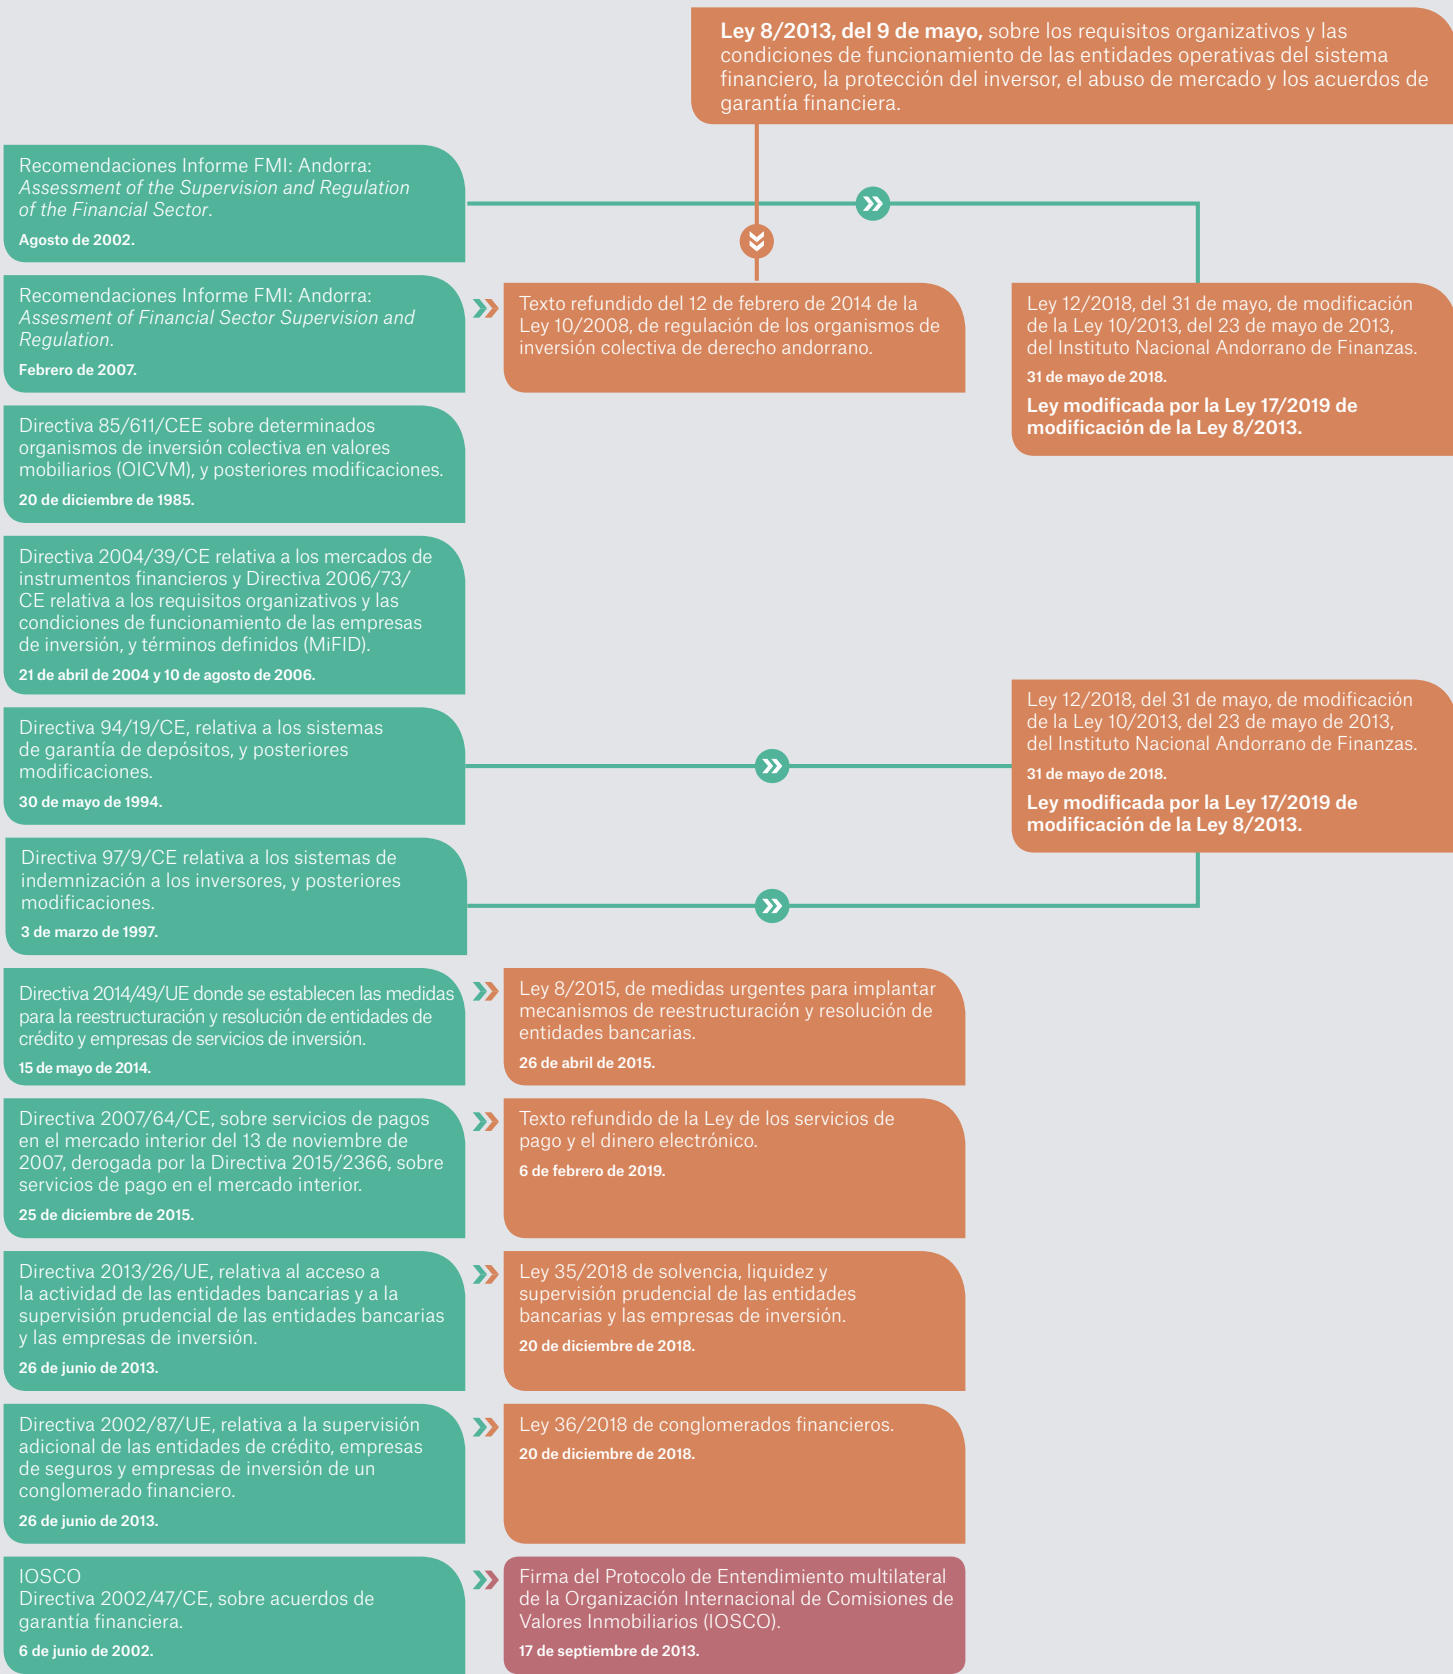 Ley 8/2013, del 9 de mayo, sobre los requisitos organizativos y las
condiciones de funcionamiento de las entidades operativas del sistema
financiero, la protección del inversor, el abuso de mercado y los acuerdos de
garantía financiera.
Recomendaciones Informe FMI: Andorra:
Assessment of the Supervision and Regulation
of the Financial Sector.
Agosto de 2002.
Recomendaciones Informe FMI: Andorra:
Assesment of Financial Sector Supervision and
Regulation.
Febrero de 2007.
Texto refundido del 12 de febrero de 2014 de la
Ley 10/2008, de regulación de los organismos de
inversión colectiva de derecho andorrano.
Ley 12/2018, del 31 de mayo, de modificación
de la Ley 10/2013, del 23 de mayo de 2013,
del Instituto Nacional Andorrano de Finanzas.
31 de mayo de 2018.
Ley modificada por la Ley 17/2019 de
modificación de la Ley 8/2013.
Directiva 85/611/CEE sobre determinados
organismos de inversión colectiva en valores
mobiliarios (OICVM), y posteriores modificaciones.
20 de diciembre de 1985.
Directiva 2004/39/CE relativa a los mercados de
instrumentos financieros y Directiva 2006/73/
CE relativa a los requisitos organizativos y las
condiciones de funcionamiento de las empresas
de inversión, y términos definidos (MiFID).
21 de abril de 2004 y 10 de agosto de 2006.
Directiva 94/19/CE, relativa a los sistemas
de garantía de depósitos, y posteriores
modificaciones.
30 de mayo de 1994.
Ley 12/2018, del 31 de mayo, de modificación
de la Ley 10/2013, del 23 de mayo de 2013,
del Instituto Nacional Andorrano de Finanzas.
31 de mayo de 2018.
Ley modificada por la Ley 17/2019 de
modificación de la Ley 8/2013.
Directiva 97/9/CE relativa a los sistemas de
indemnización a los inversores, y posteriores
modificaciones.
3 de marzo de 1997.
Directiva 2014/49/UE donde se establecen las medidas
para la reestructuración y resolución de entidades de
crédito y empresas de servicios de inversión.
15 de mayo de 2014.
Ley 8/2015, de medidas urgentes para implantar
mecanismos de reestructuración y resolución de
entidades bancarias.
26 de abril de 2015.
Directiva 2007/64/CE, sobre servicios de pagos
en el mercado interior del 13 de noviembre de
2007, derogada por la Directiva 2015/2366, sobre
servicios de pago en el mercado interior.
25 de diciembre de 2015.
Texto refundido de la Ley de los servicios de
pago y el dinero electrónico.
6 de febrero de 2019.
Directiva 2013/26/UE, relativa al acceso a
la actividad de las entidades bancarias y a la
supervisión prudencial de las entidades bancarias
y las empresas de inversión.
26 de junio de 2013.
Ley 35/2018 de solvencia, liquidez y
supervisión prudencial de las entidades
bancarias y las empresas de inversión.
20 de diciembre de 2018.
Directiva 2002/87/UE, relativa a la supervisión
adicional de las entidades de crédito, empresas
de seguros y empresas de inversión de un
conglomerado financiero.
26 de junio de 2013.
Ley 36/2018 de conglomerados financieros.
20 de diciembre de 2018.
IOSCO
Directiva 2002/47/CE, sobre acuerdos de
garantía financiera.
6 de junio de 2002.
Firma del Protocolo de Entendimiento multilateral
de la Organización Internacional de Comisiones de
Valores Inmobiliarios (IOSCO).
17 de septiembre de 2013.